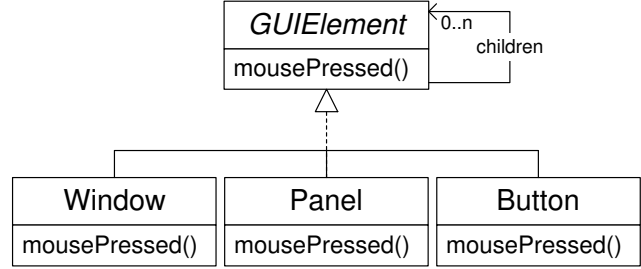 GUIElement
0..n
children
mousePressed()
Window
Panel
Button
mousePressed()
mousePressed()
mousePressed()